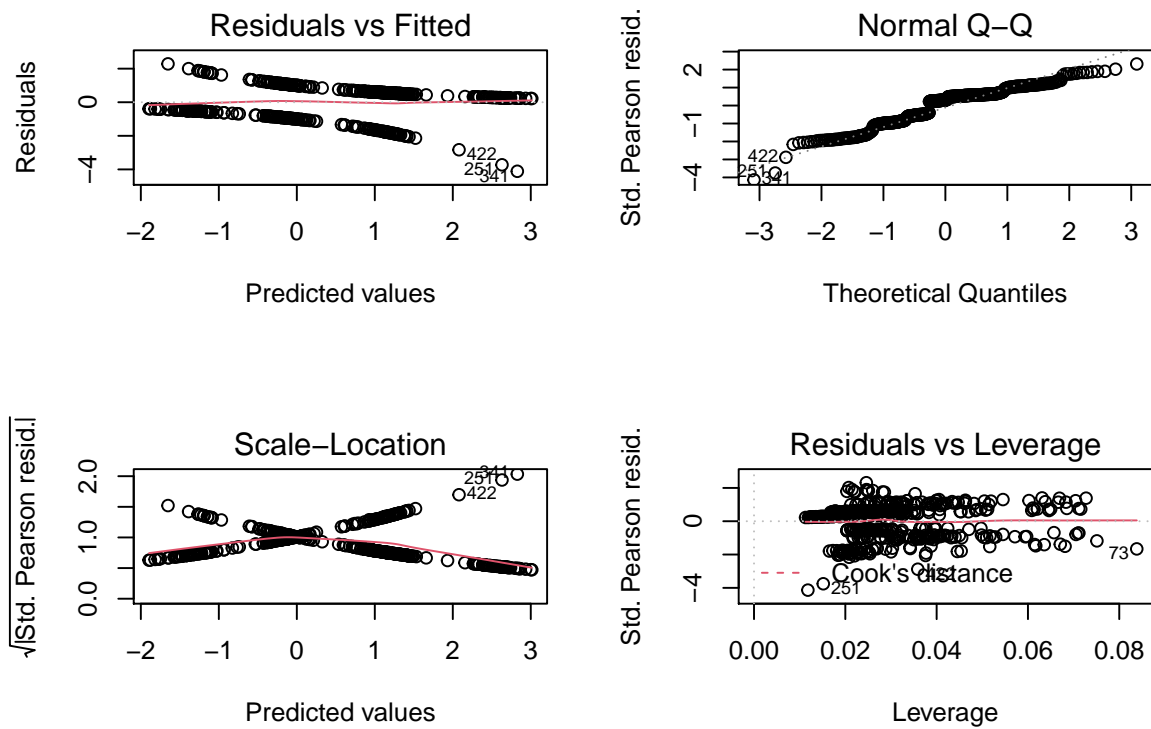 Residuals vs Fitted
Residuals
0
−4
422
251
341
−2 −1 0 1 2 3
Predicted values
Normal Q−Q
Std. Pearson resid.
2
−1
−4
422
251
341
−3 −2 −1 0 1 2 3
Theoretical Quantiles
Scale−Location
√|Std. Pearson resid.|
2.0
1.0
0.0
341
251
422
−2 −1 0 1 2 3
Predicted values
Residuals vs Leverage
Std. Pearson resid.
0
−4
73
Cook's distance
422
251
0.00 0.02 0.04 0.06 0.08
Leverage